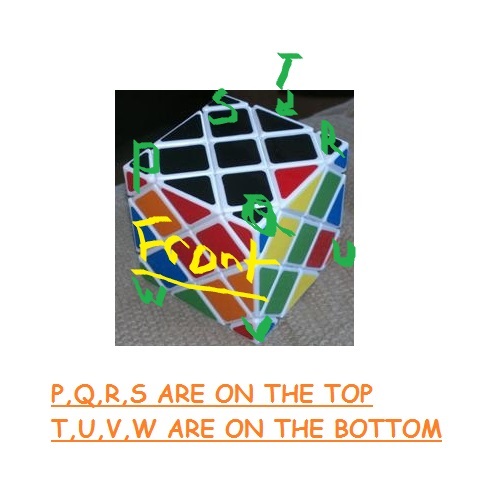 T
S
R
P
Q
Front
U
W
V
P,Q,R,S ARE ON THE TOP
T,U,V,W ARE ON THE BOTTOM